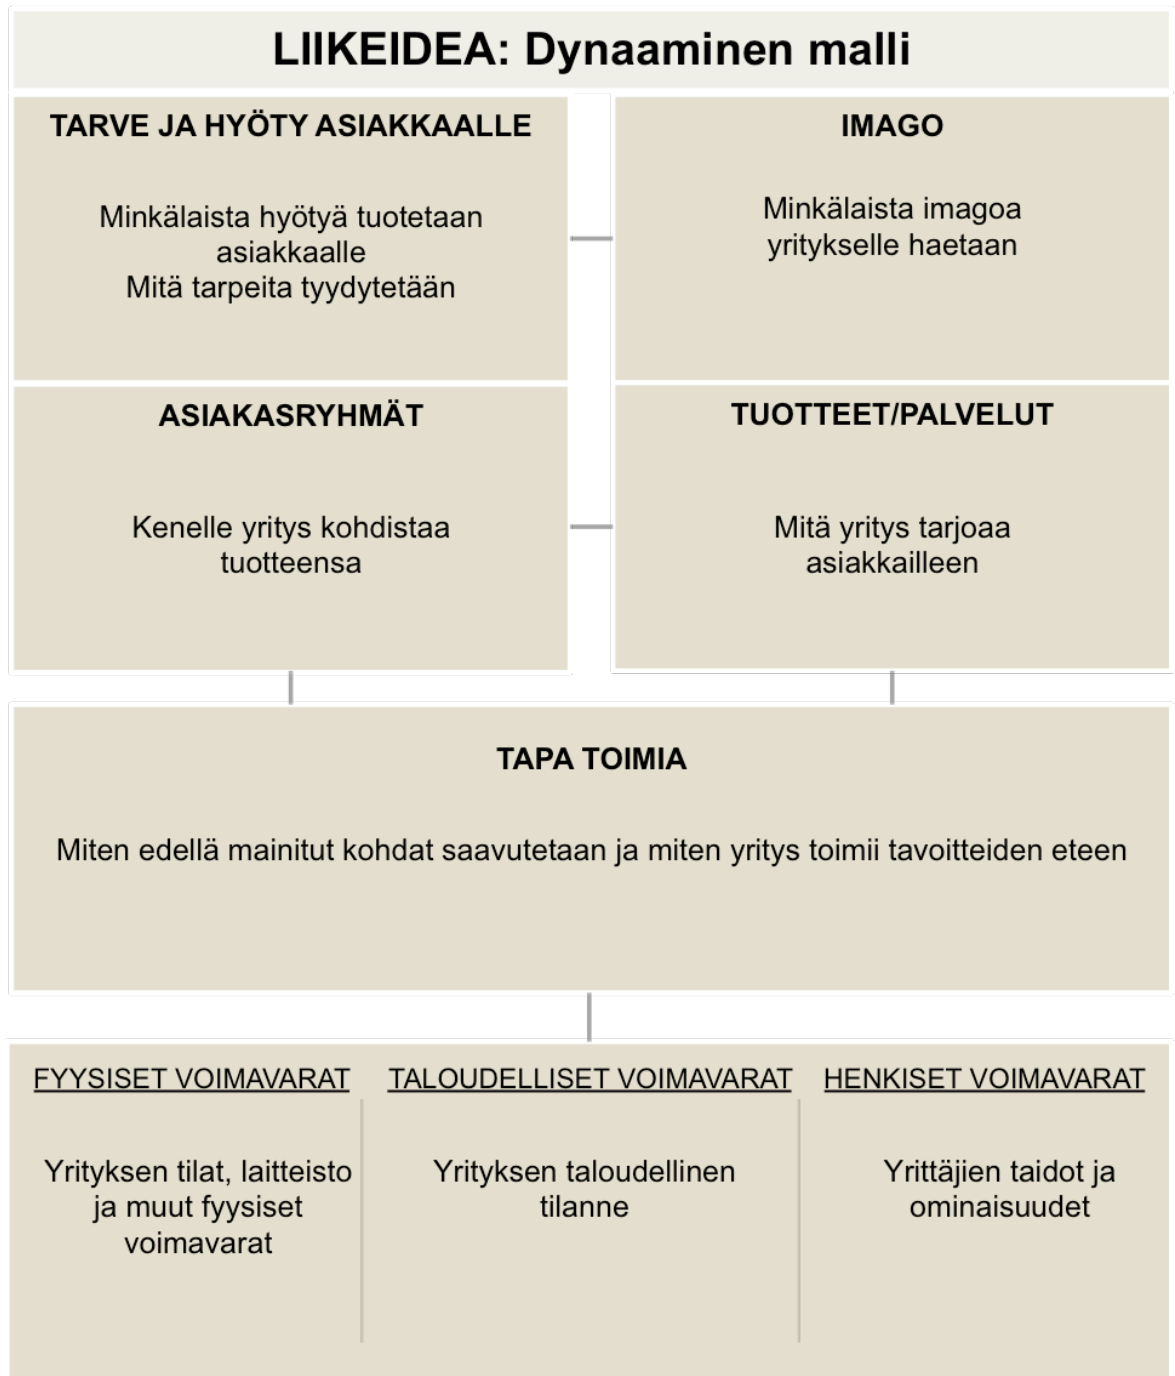 LIIKEIDEA: Dynaaminen malli
TARVE JA HYÖTY ASIAKKAALLE
Minkälaista hyötyä tuotetaan
asiakkaalle
Mitä tarpeita tyydytetään
IMAGO
Minkälaista imagoa
yritykselle haetaan
ASIAKASRYHMÄT
Kenelle yritys kohdistaa
tuotteensa
TUOTTEET/PALVELUT
Mitä yritys tarjoaa
asiakkailleen
TAPA TOIMIA
Miten edellä mainitut kohdat saavutetaan ja miten yritys toimii tavoitteiden eteen
FYYSISET VOIMAVARAT
Yrityksen tilat, laitteisto
ja muut fyysiset
voimavarat
TALOUDELLISET VOIMAVARAT
Yrityksen taloudellinen
tilanne
HENKISET VOIMAVARAT
Yrittäjien taidot ja
ominaisuudet